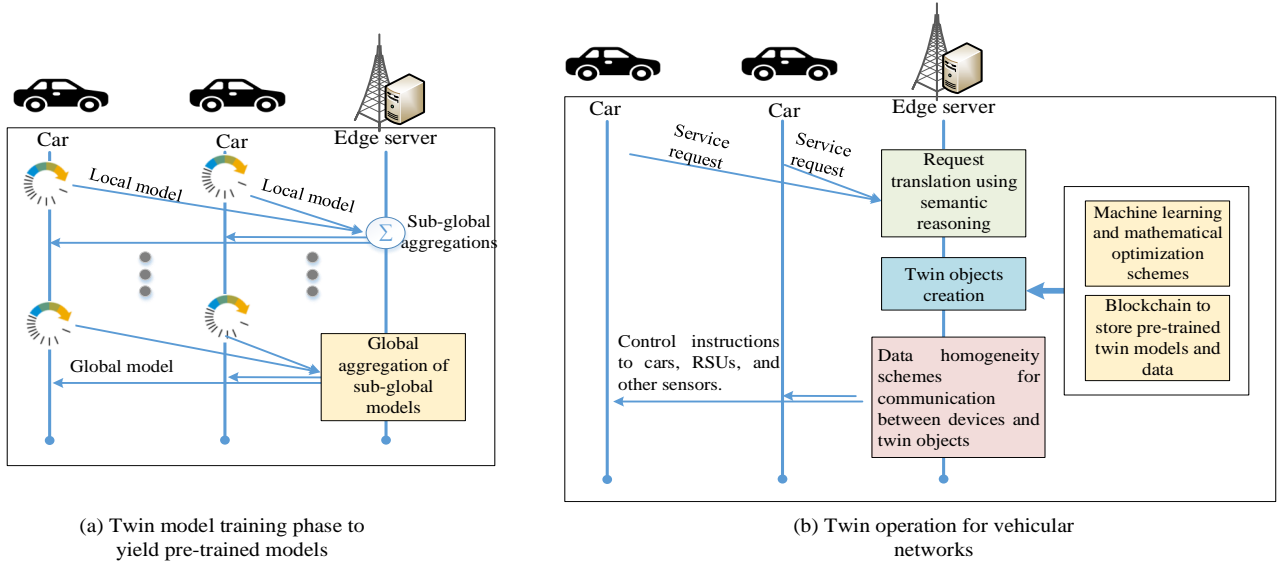 Car
Car
Edge server
Local model
Local model
Σ
Sub-global
aggregations
Global model
Global
aggregation of
sub-global
models
(a) Twin model training phase to
yield pre-trained models
Car
Car
Edge server
Service
request
Service
request
Request
translation using
semantic
reasoning
Twin objects
creation
Machine learning
and mathematical
optimization
schemes
Blockchain to
store pre-trained
twin models and
data
Control instructions
to cars, RSUs, and
other sensors.
Data homogeneity
schemes for
communication
between devices and
twin objects
(b) Twin operation for vehicular
networks